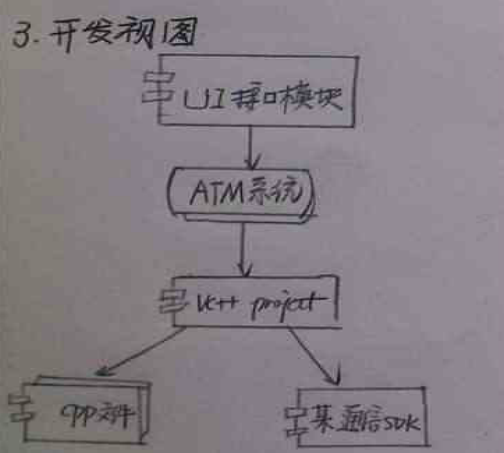 3.开发视图
UI接口模块
ATM系统
VC++ project
cpp文件
某通信SDK